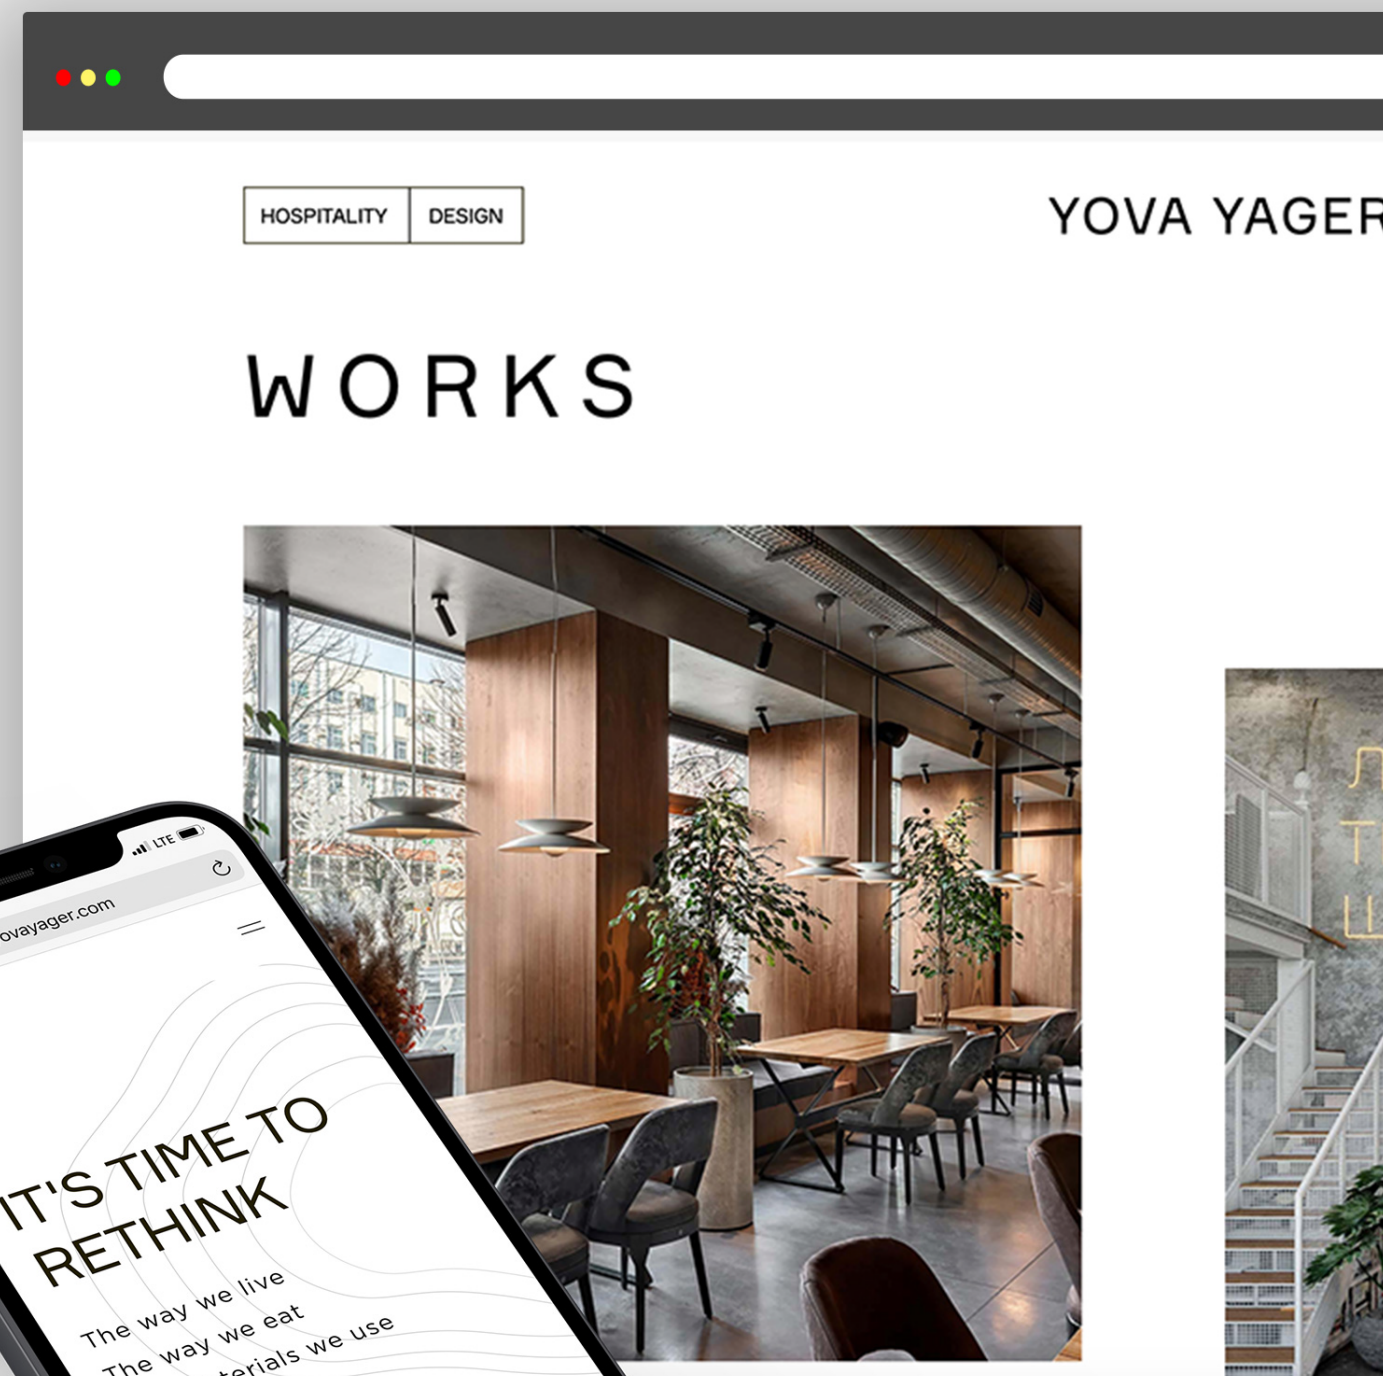 HOSPITALITY DESIGN
YOVA YAGER
WORKS
LTE
ovayager.com
IT'S TIME TO
RETHINK
The way we live
The way we eat
terials we use